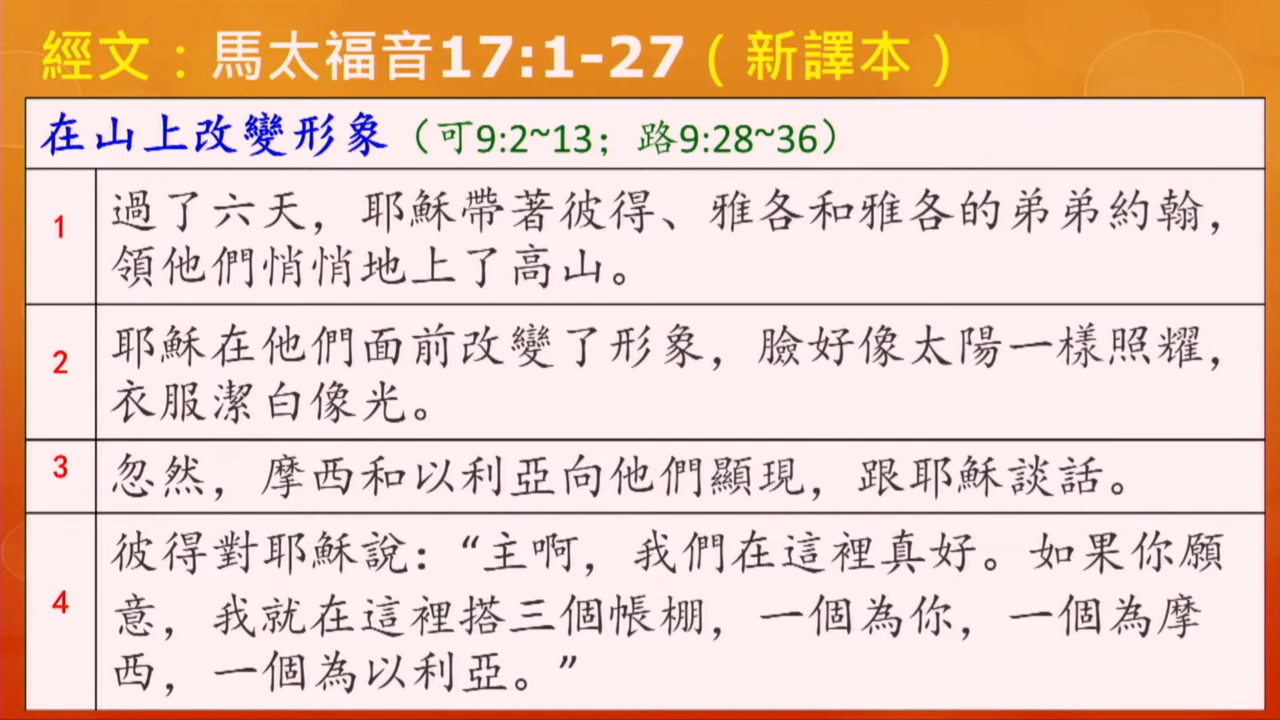 經文：馬太福音17:1-27（新譯本）
在山上改變形象（可9:2~13；路9:28~36）
1
過了六天，耶穌帶著彼得、雅各和雅各的弟弟約翰，
領他們悄悄地上了高山。
2
耶穌在他們面前改變了形象，臉好像太陽一樣照耀，
衣服潔白像光。
3
忽然，摩西和以利亞向他們顯現，跟耶穌談話。
4
彼得對耶穌說：“主啊，我們在這裡真好。如果你願
意，我就在這裡搭三個帳棚，一個為你，一個為摩
西，一個為以利亞。”